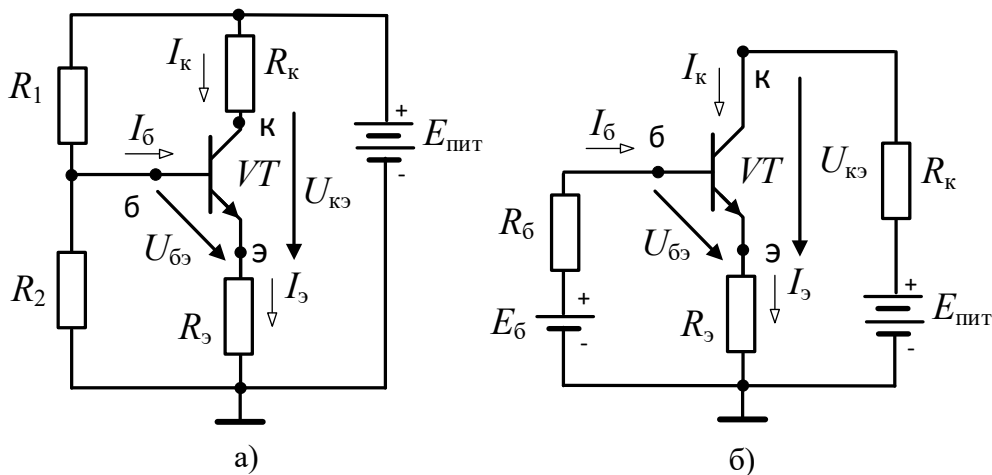 R1
Iк
Rк
к
+
Eпит
-
Iб
VT
б
Uкэ
Uбэ
э
R2
Iэ
Rэ
а)
Iк
к
Iб
б
VT
Uкэ
Rк
Rб
Uбэ
э
+
Eб
-
Iэ
Rэ
+
Eпит
-
б)